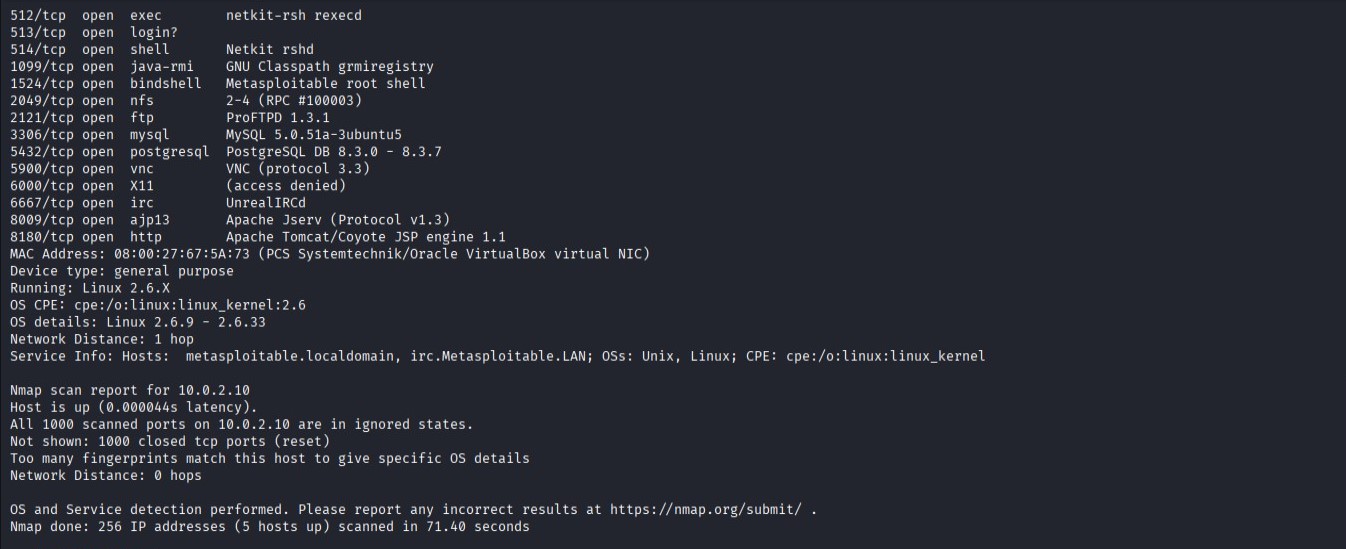 512/tcp  open  exec        netkit-rsh rexecd
513/tcp  open  login?
514/tcp  open  shell       Netkit rshd
1099/tcp open  java-rmi    GNU Classpath grmiregistry
1524/tcp open  bindshell   Metasploitable root shell
2049/tcp open  nfs         2-4 (RPC #100003)
2121/tcp open  ftp         ProFTPD 1.3.1
3306/tcp open  mysql       MySQL 5.0.51a-3ubuntu5
5432/tcp open  postgresql  PostgreSQL DB 8.3.0 - 8.3.7
5900/tcp open  vnc         VNC (protocol 3.3)
6000/tcp open  X11         (access denied)
6667/tcp open  irc         UnrealIRCd
8009/tcp open  ajp13       Apache Jserv (Protocol v1.3)
8180/tcp open  http        Apache Tomcat/Coyote JSP engine 1.1
MAC Address: 08:00:27:67:5A:73 (PCS Systemtechnik/Oracle VirtualBox virtual NIC)
Device type: general purpose
Running: Linux 2.6.X
OS CPE: cpe:/o:linux:linux_kernel:2.6
OS details: Linux 2.6.9 - 2.6.33
Network Distance: 1 hop
Service Info: Hosts:  metasploitable.localdomain, irc.Metasploitable.LAN; OSs: Unix, Linux; CPE: cpe:/o:linux:linux_kernel

Nmap scan report for 10.0.2.10
Host is up (0.000044s latency).
All 1000 scanned ports on 10.0.2.10 are in ignored states.
Not shown: 1000 closed tcp ports (reset)
Too many fingerprints match this host to give specific OS details
Network Distance: 0 hops

OS and Service detection performed. Please report any incorrect results at https://nmap.org/submit/ .
Nmap done: 256 IP addresses (5 hosts up) scanned in 71.40 seconds